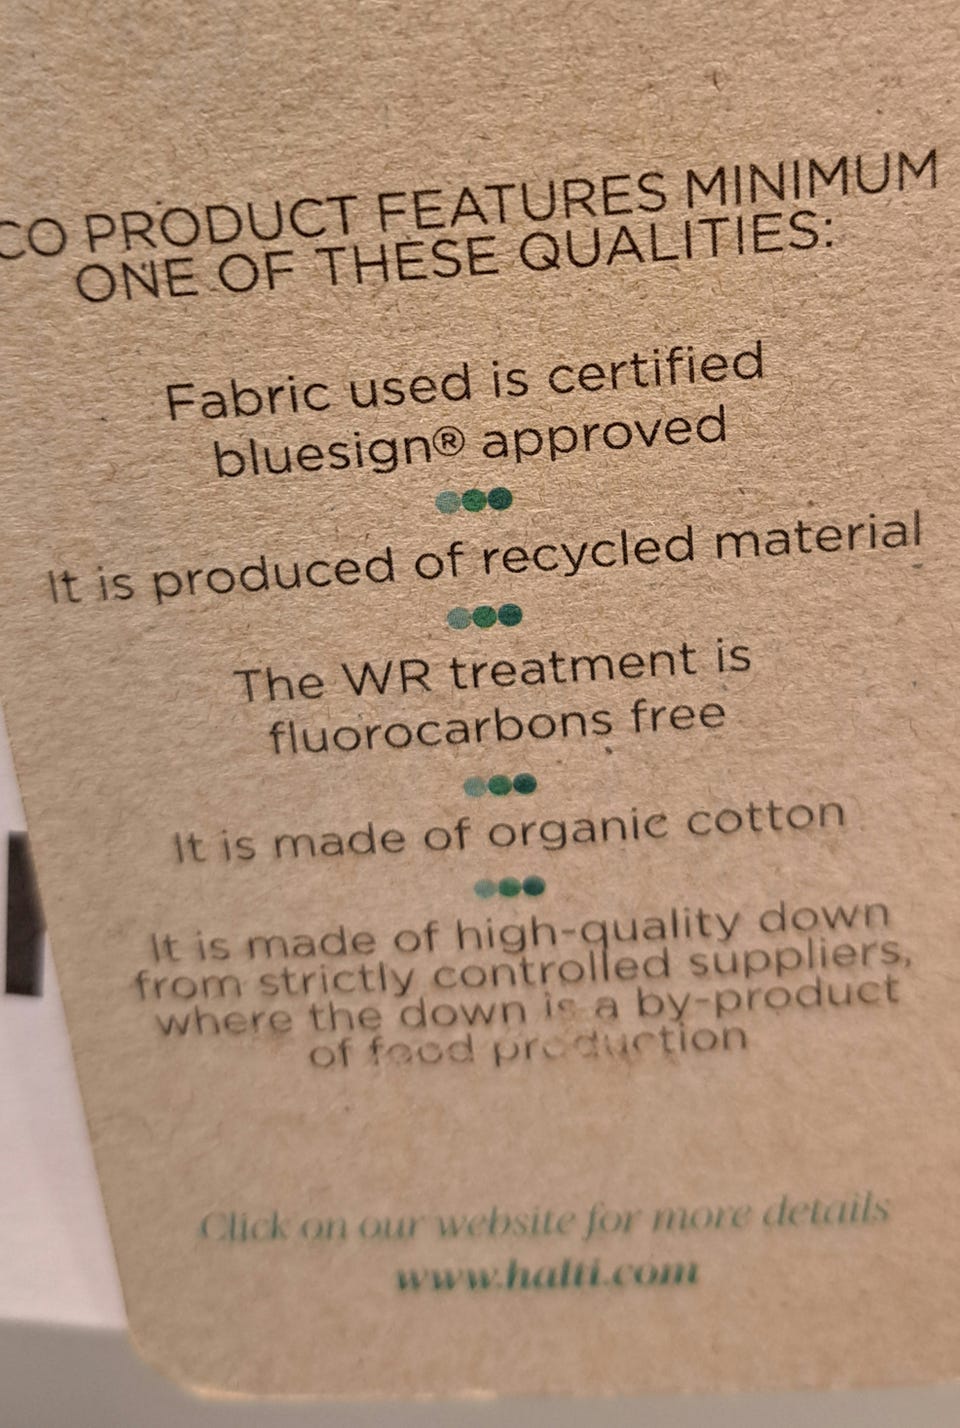 CO PRODUCT FEATURES MINIMUM
ONE OF THESE QUALITIES:
Fabric used is certified
bluesign® approved
It is produced of recycled material
The WR treatment is
fluorocarbons free
It is made of organic cotton
It is made of high-quality down
from strictly controlled suppliers,
where the down is a by-product
of food production
Click on our website for more details
www.halti.com